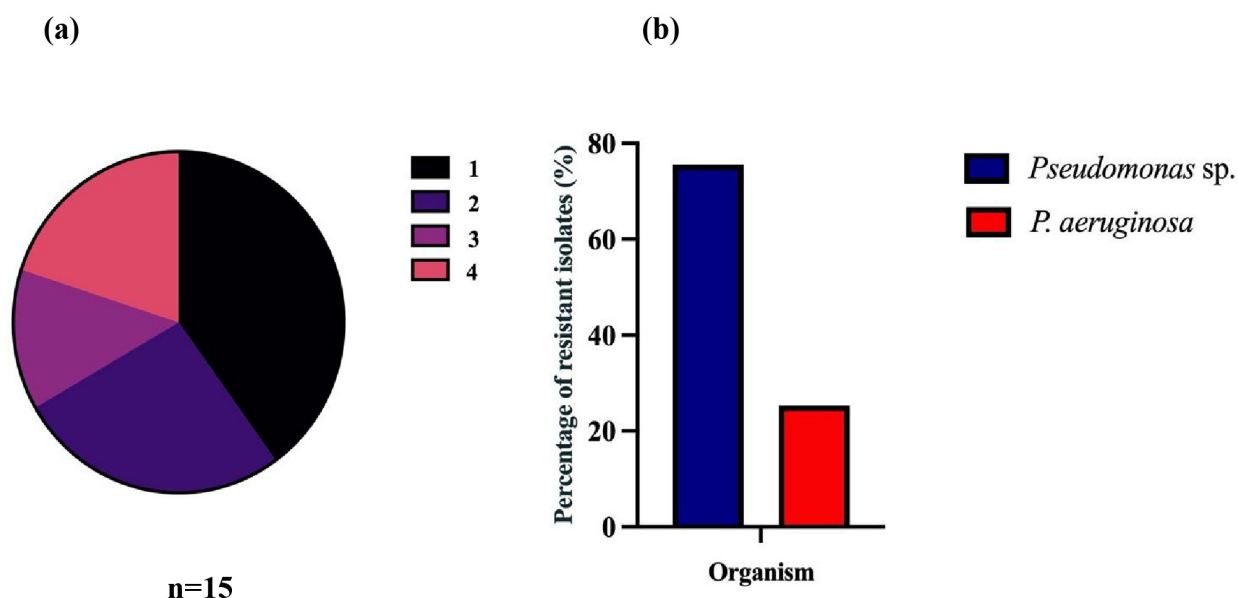 (a)
1
2
3
4
n=15
(b)
Percentage of resistant isolates (%)
80
60
40
20
0
Organism
Pseudomonas sp.
P. aeruginosa